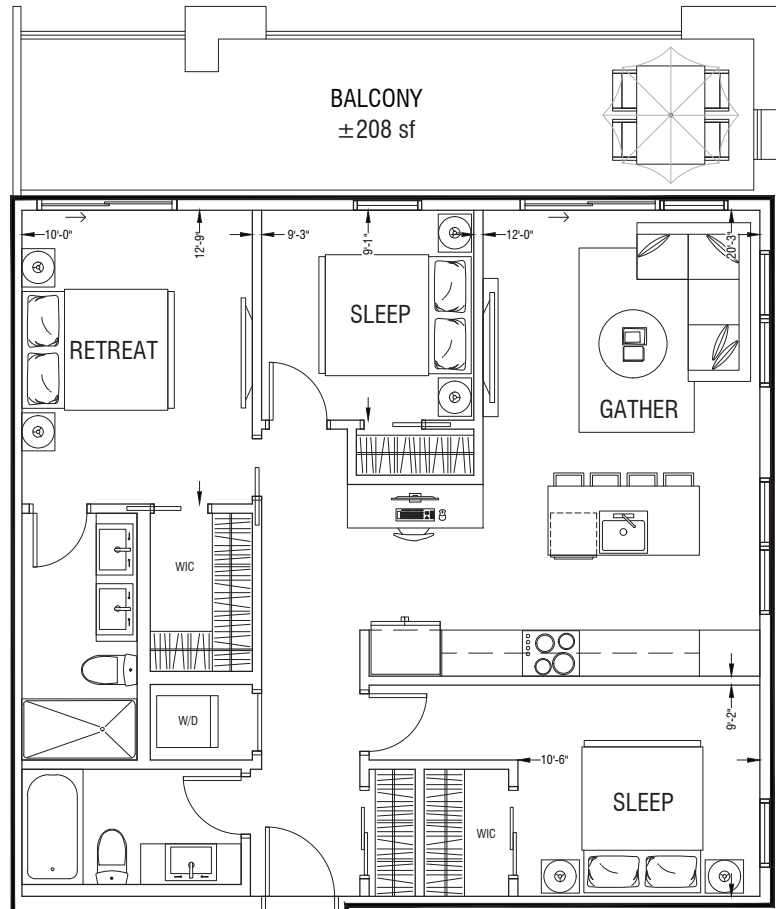 BALCONY
±208 sf
10'-0"
12'-9"
9'-3"
9'-1"
12'-0"
20'-3"
SLEEP
RETREAT
GATHER
WIC
W/D
9'-2"
10'-6"
SLEEP
WIC